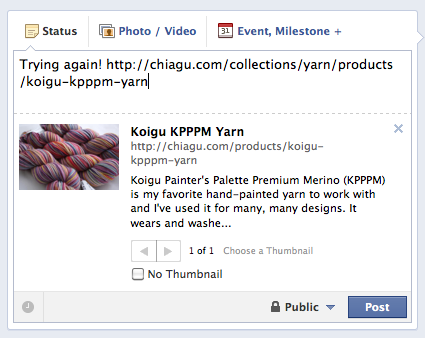 Status Photo / Video Event, Milestone +
Trying again! http://chiagu.com/collections/yarn/products
/koigu-kpppm-yarn
Koigu KPPPM Yarn
http://chiagu.com/products/koigu-
kpppm-yarn
Koigu Painter's Palette Premium Merino (KPPPM)
is my favorite hand-painted yarn to work with
and I've used it for many, many designs. It
wears and washe...
1 of 1 Choose a Thumbnail
No Thumbnail
Public Post